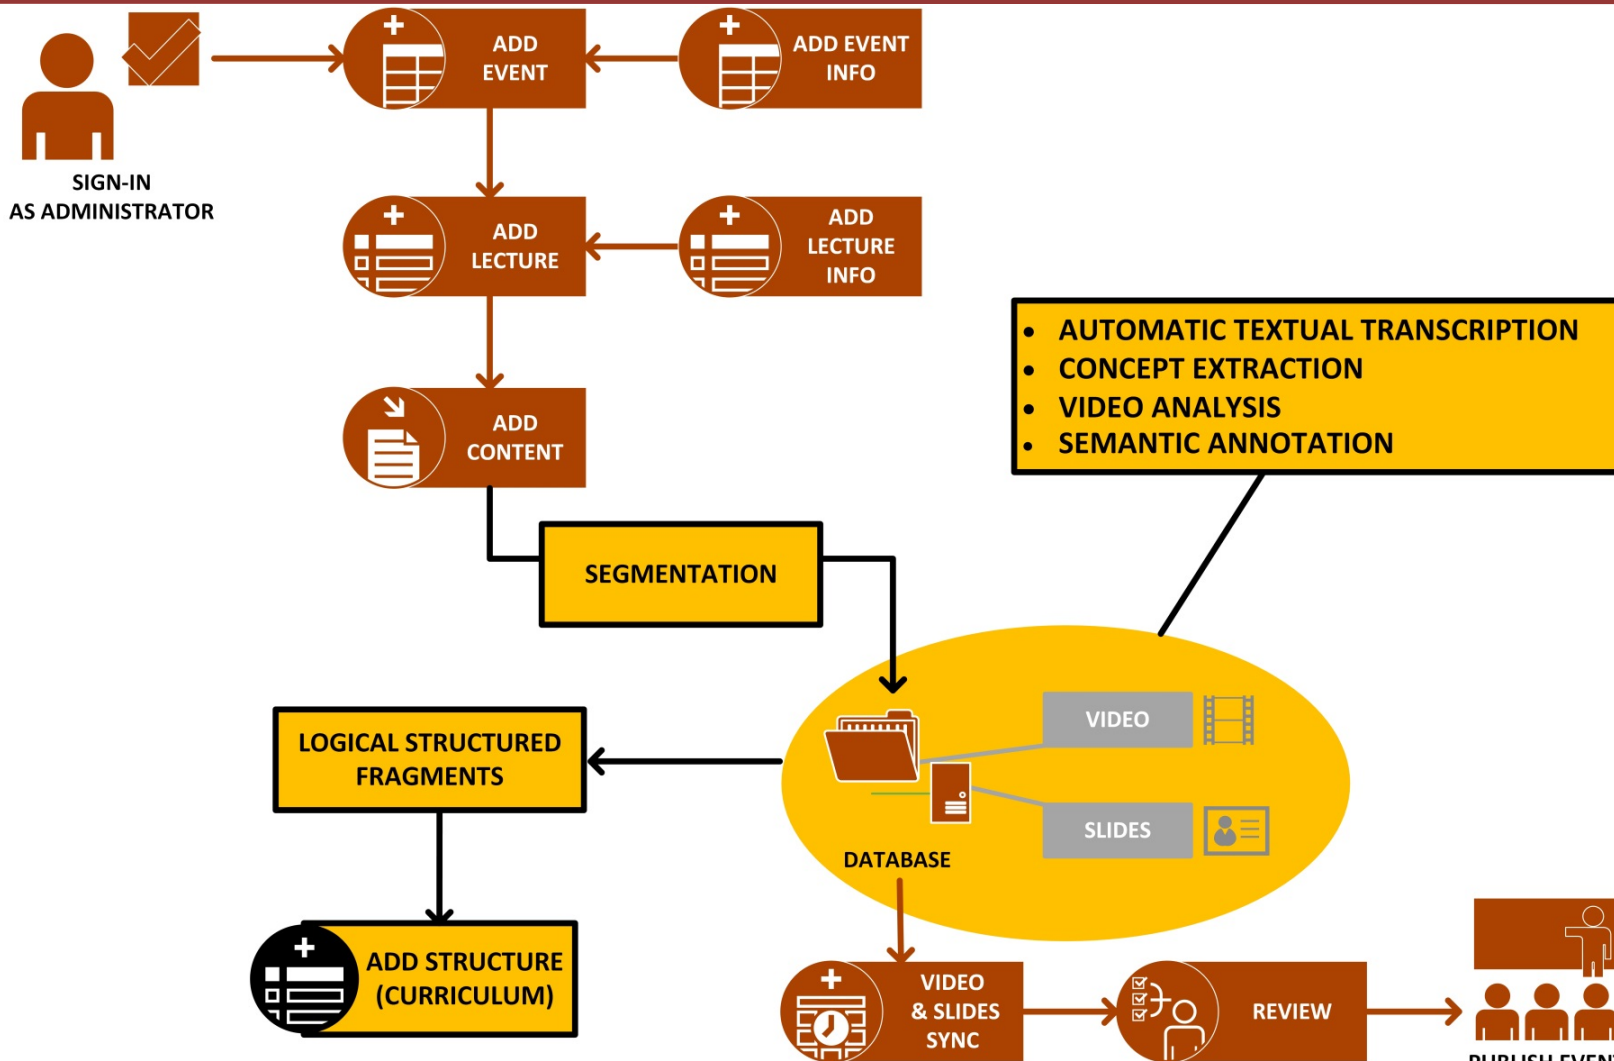 ADD
EVENT
ADD EVENT
INFO
SIGN-IN
AS ADMINISTRATOR
ADD
LECTURE
ADD
LECTURE
INFO
• AUTOMATIC TEXTUAL TRANSCRIPTION
• CONCEPT EXTRACTION
• VIDEO ANALYSIS
• SEMANTIC ANNOTATION
ADD
CONTENT
SEGMENTATION
LOGICAL STRUCTURED
FRAGMENTS
VIDEO
SLIDES
DATABASE
ADD STRUCTURE
(CURRICULUM)
VIDEO
& SLIDES
SYNC
REVIEW
PUBLISH EVENT